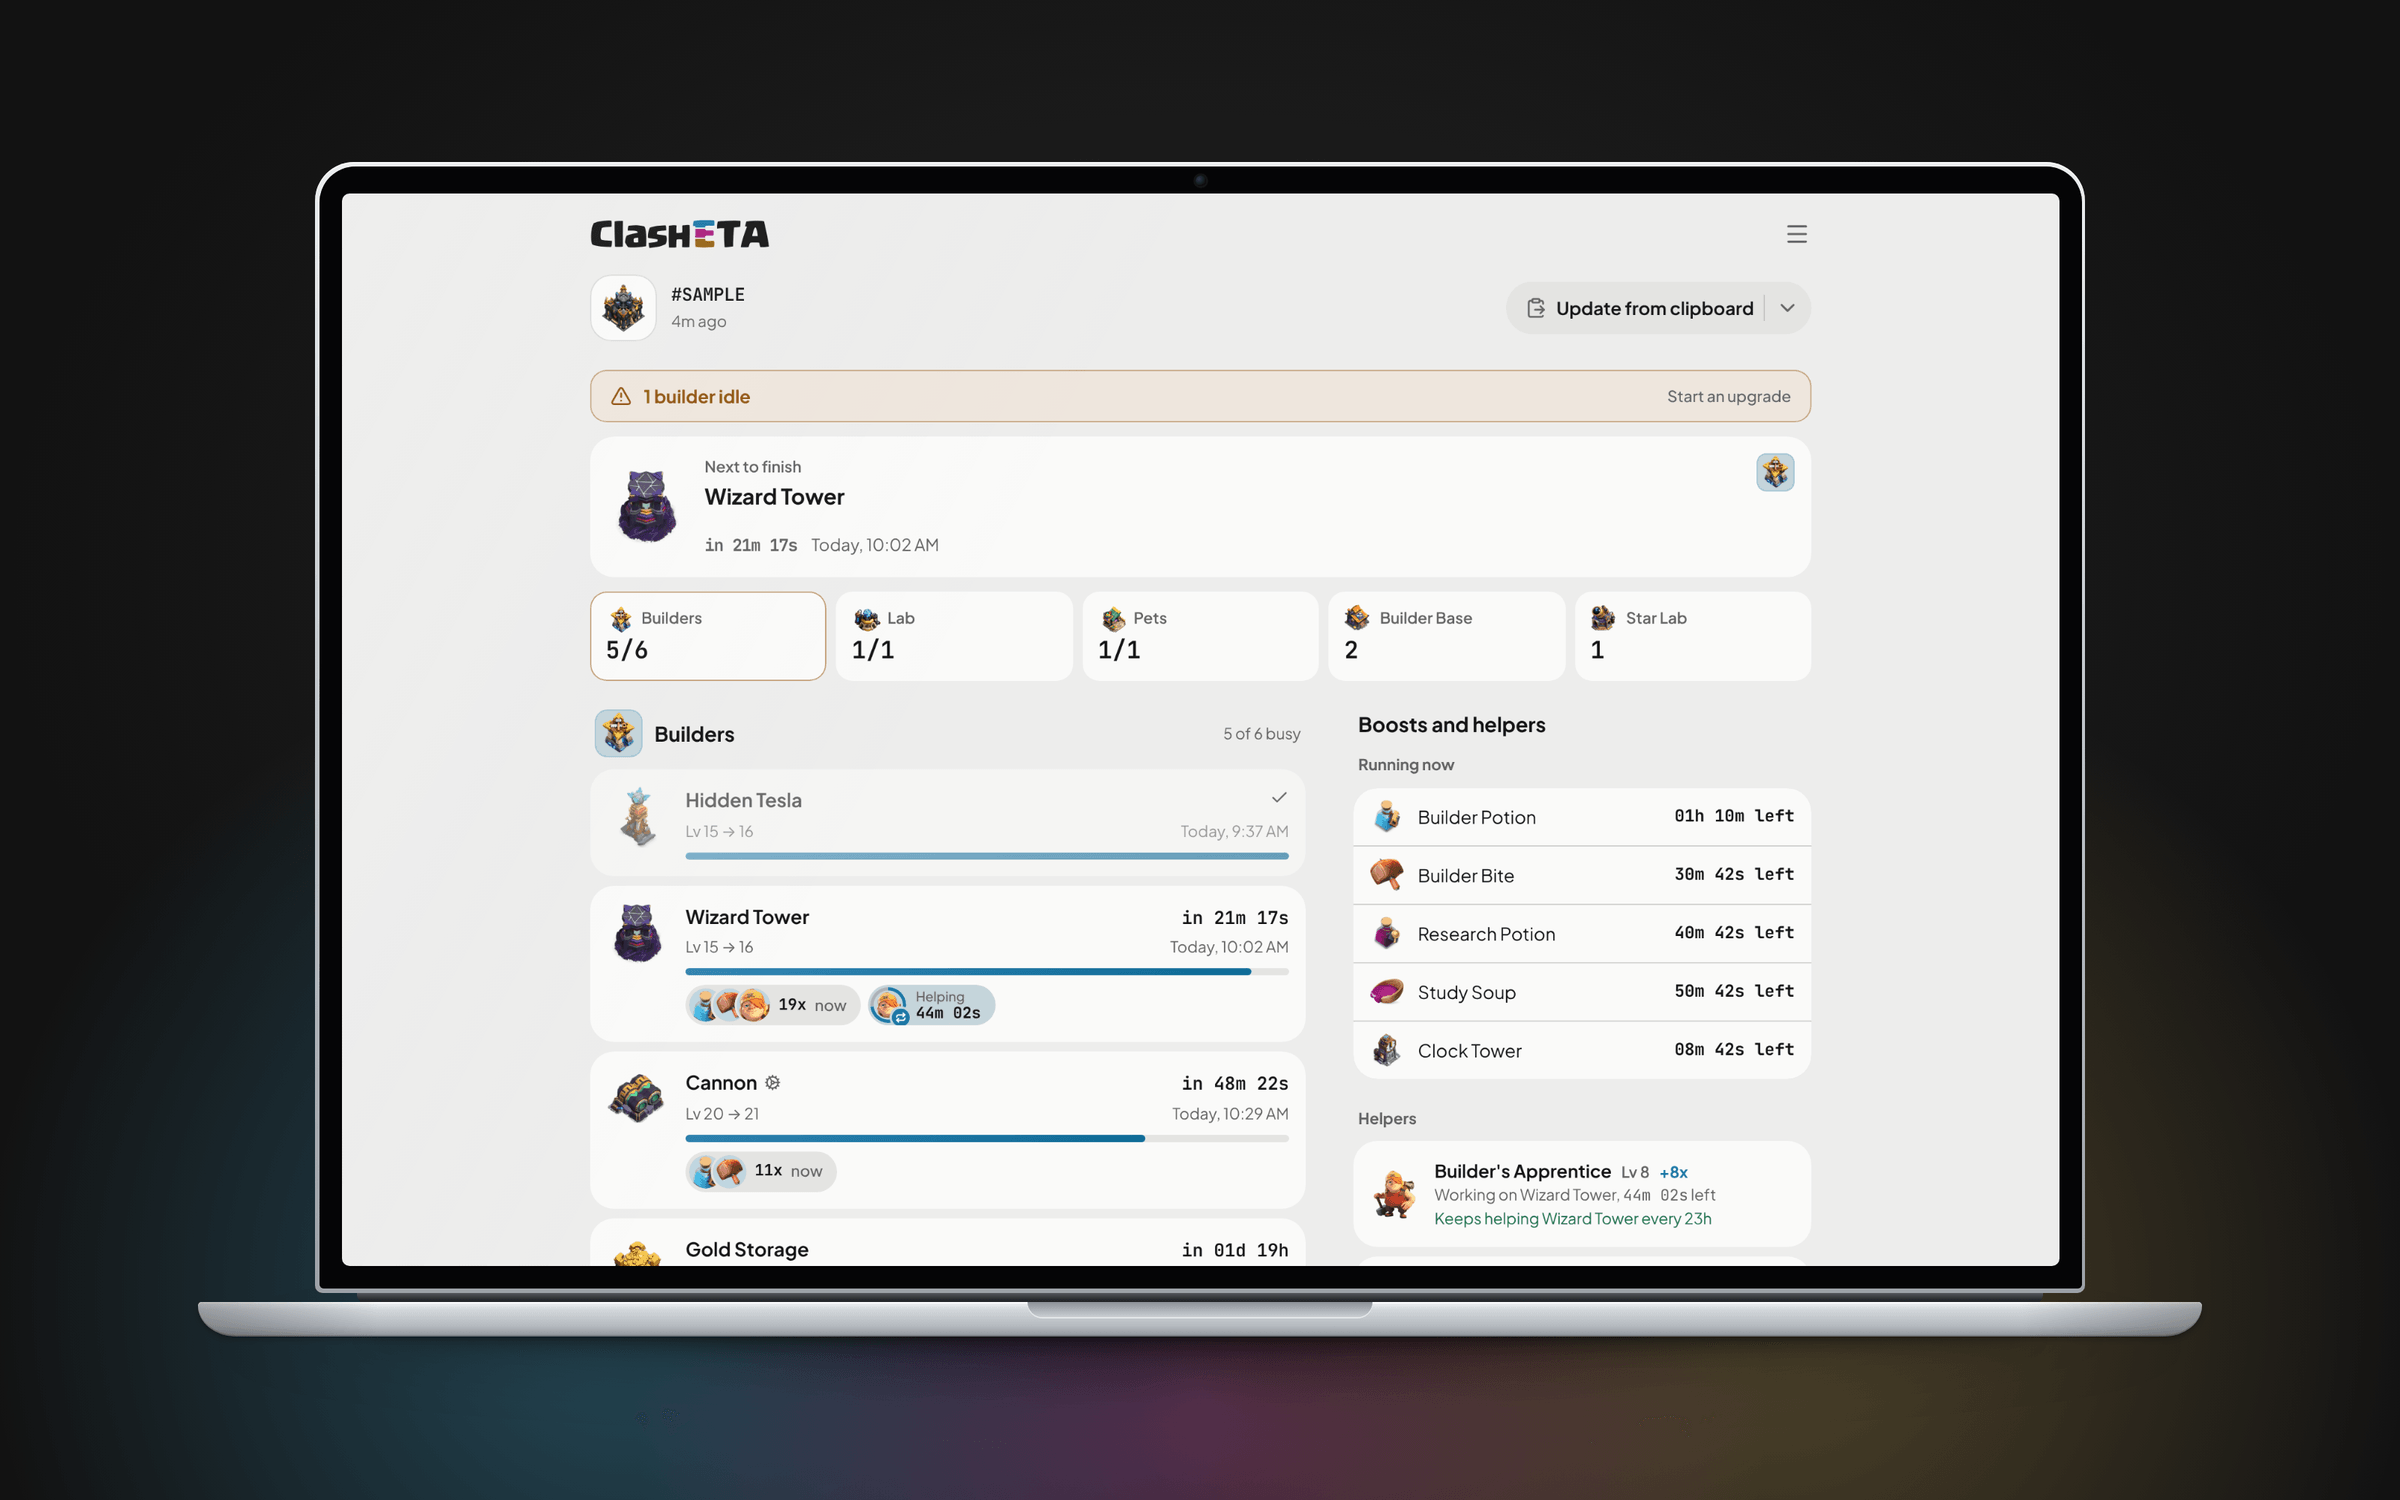 ClashETA
#SAMPLE
4m ago
Update from clipboard
1 builder idle
Start an upgrade
Next to finish
Wizard Tower
in 21m 17s Today, 10:02 AM
Builders
5/6
Lab
1/1
Pets
1/1
Builder Base
2
Star Lab
1
Builders
5 of 6 busy
Hidden Tesla
Lv 15 → 16
Today, 9:37 AM
Wizard Tower
in 21m 17s
Lv 15 → 16
Today, 10:02 AM
19x now
Helping
44m 02s
Cannon
in 48m 22s
Lv 20 → 21
Today, 10:29 AM
11x now
Gold Storage
in 01d 19h
Boosts and helpers
Running now
Builder Potion
01h 10m left
Builder Bite
30m 42s left
Research Potion
40m 42s left
Study Soup
50m 42s left
Clock Tower
08m 42s left
Helpers
Builder's Apprentice Lv 8 +8x
Working on Wizard Tower, 44m 02s left
Keeps helping Wizard Tower every 23h